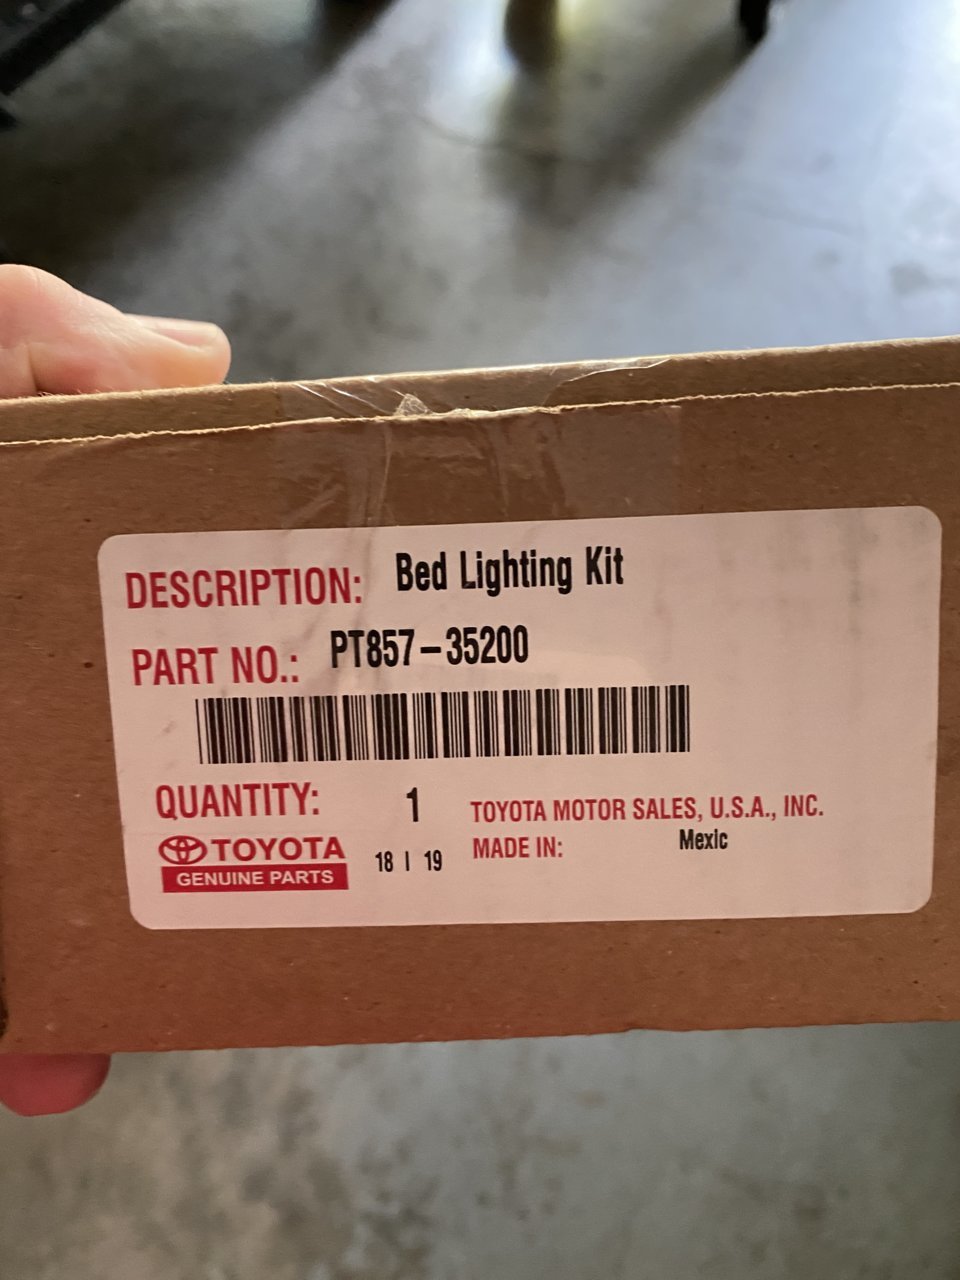 DESCRIPTION: Bed Lighting Kit
PART NO.: PT857-35200
QUANTITY: 1
TOYOTA MOTOR SALES, U.S.A., INC.
TOYOTA
GENUINE PARTS
18 I 19
MADE IN: Mexic